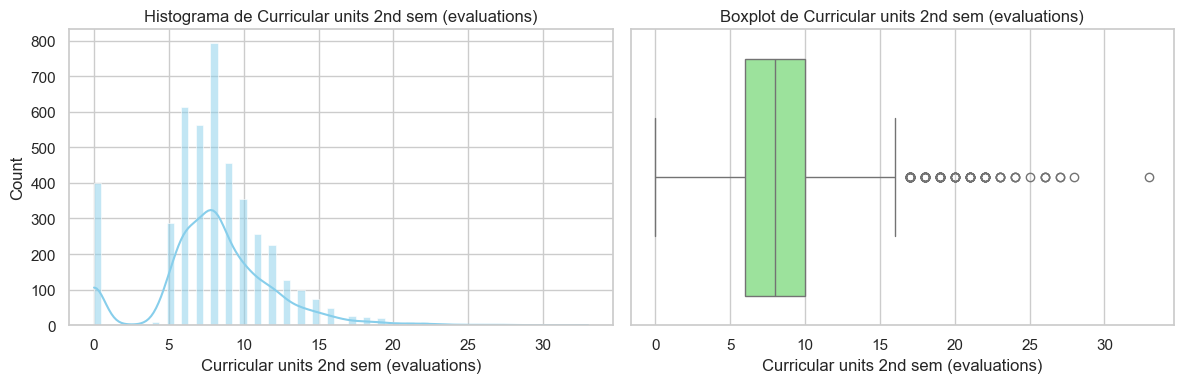 Histograma de Curricular units 2nd sem (evaluations)
800
700
600
500
400
300
200
100
0
Count
0 5 10 15 20 25 30
Curricular units 2nd sem (evaluations)
Boxplot de Curricular units 2nd sem (evaluations)
0 5 10 15 20 25 30
Curricular units 2nd sem (evaluations)